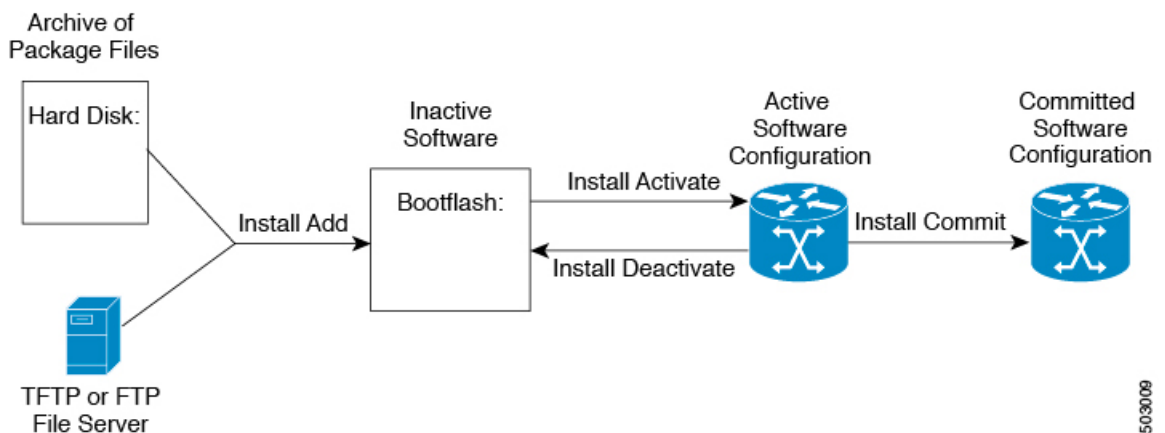 Archive of
Package Files
Hard Disk:
Inactive
Software
Bootflash:
Active
Software
Configuration
Committed
Software
Configuration
Install Add
Install Activate
Install Deactivate
Install Commit
TFTP or FTP
File Server
503009